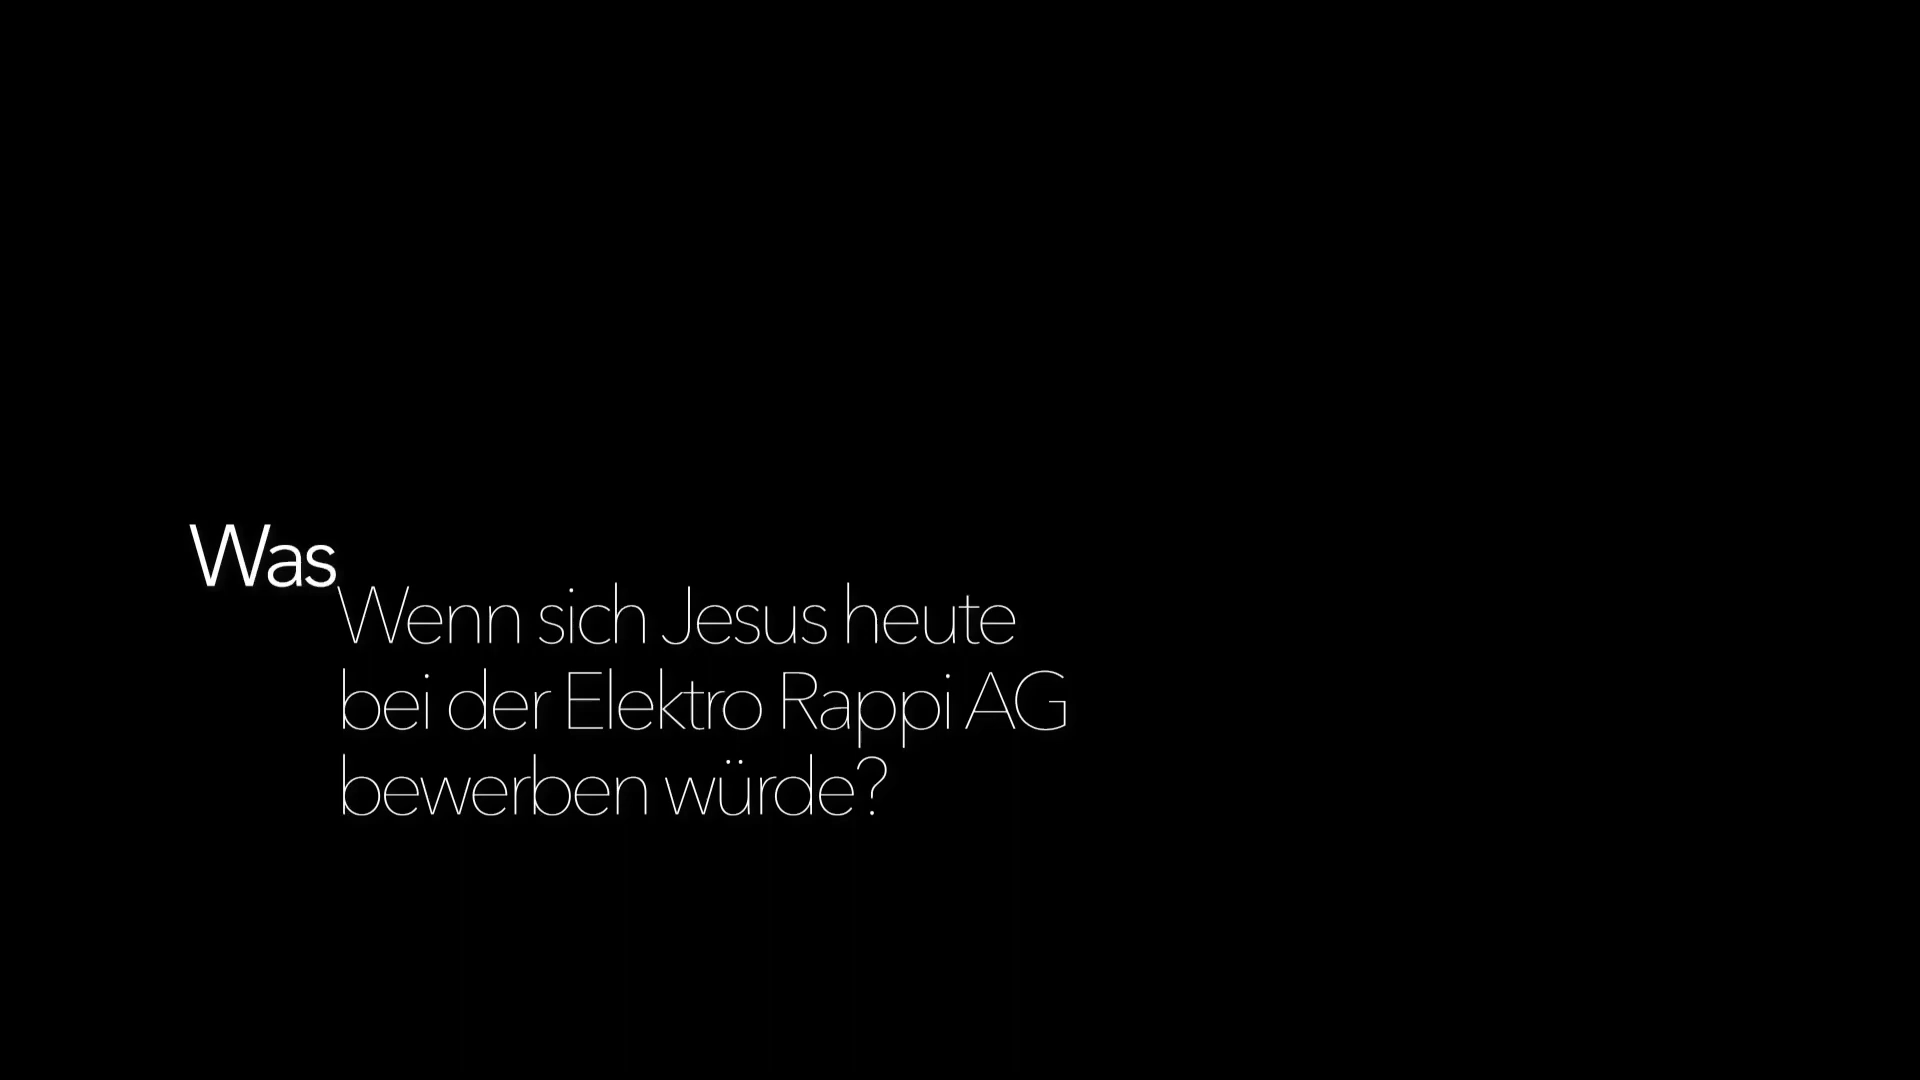 Was
Wenn sich Jesus heute
bei der Elektro Rappi AG
bewerben würde?